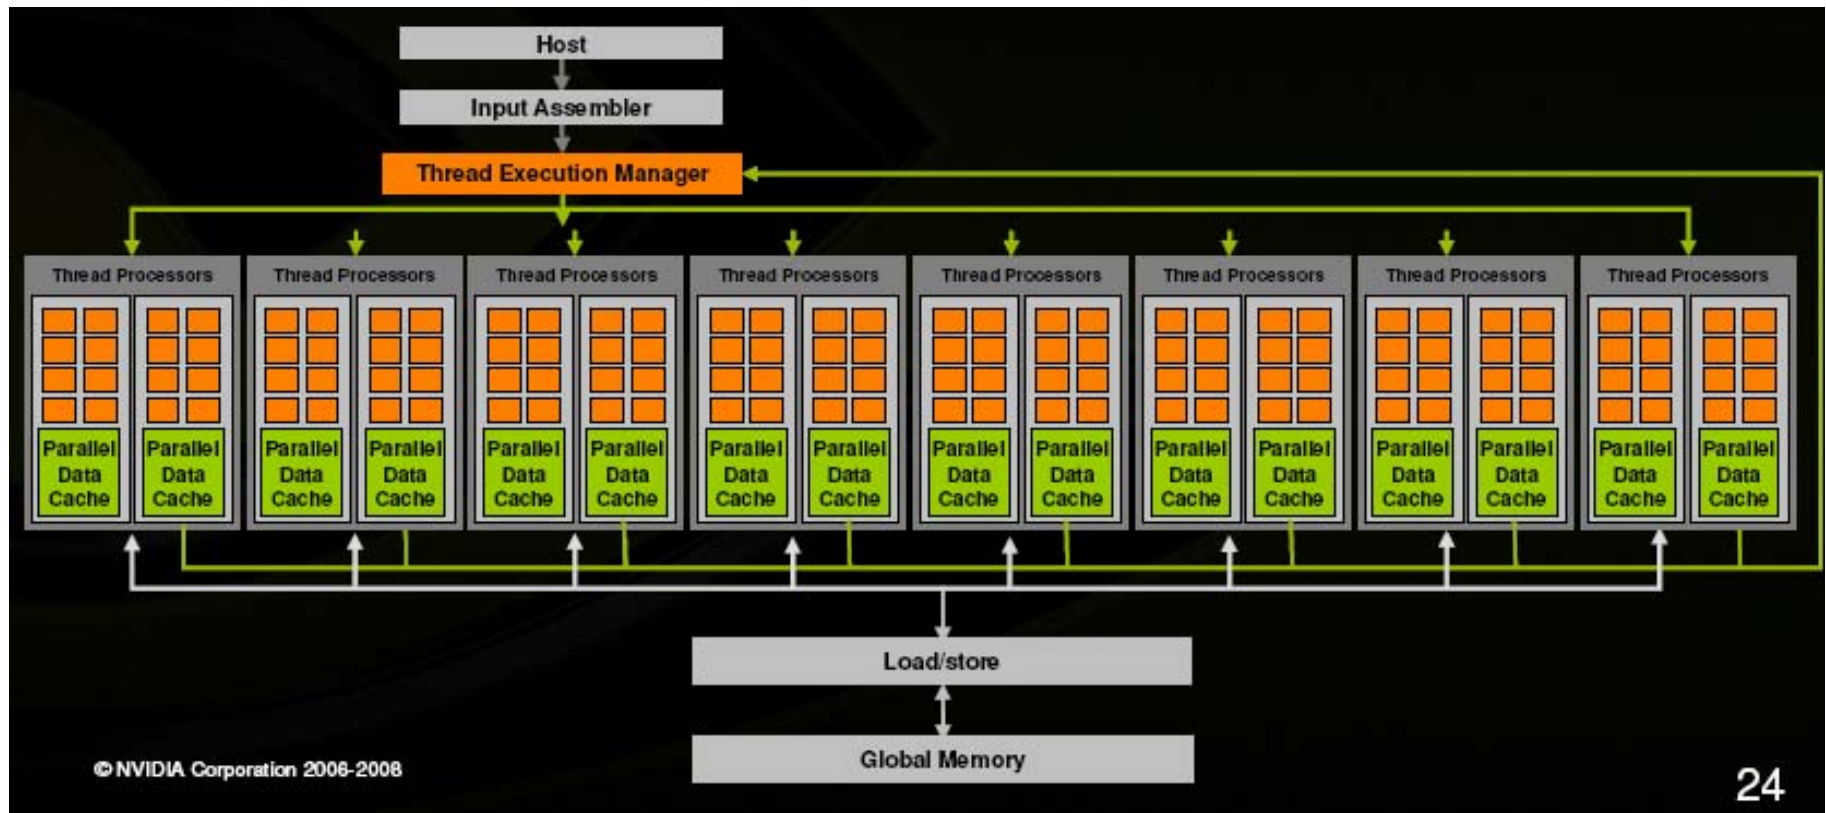 Host
Input Assembler
Thread Execution Manager
Thread Processors
Thread Processors
Thread Processors
Thread Processors
Thread Processors
Thread Processors
Thread Processors
Thread Processors
Parallel
Data
Cache
Parallel
Data
Cache
Parallel
Data
Cache
Parallel
Data
Cache
Parallel
Data
Cache
Parallel
Data
Cache
Parallel
Data
Cache
Parallel
Data
Cache
Parallel
Data
Cache
Parallel
Data
Cache
Parallel
Data
Cache
Parallel
Data
Cache
Parallel
Data
Cache
Parallel
Data
Cache
Parallel
Data
Cache
Parallel
Data
Cache
Load/store
Global Memory
© NVIDIA Corporation 2006-2008
24